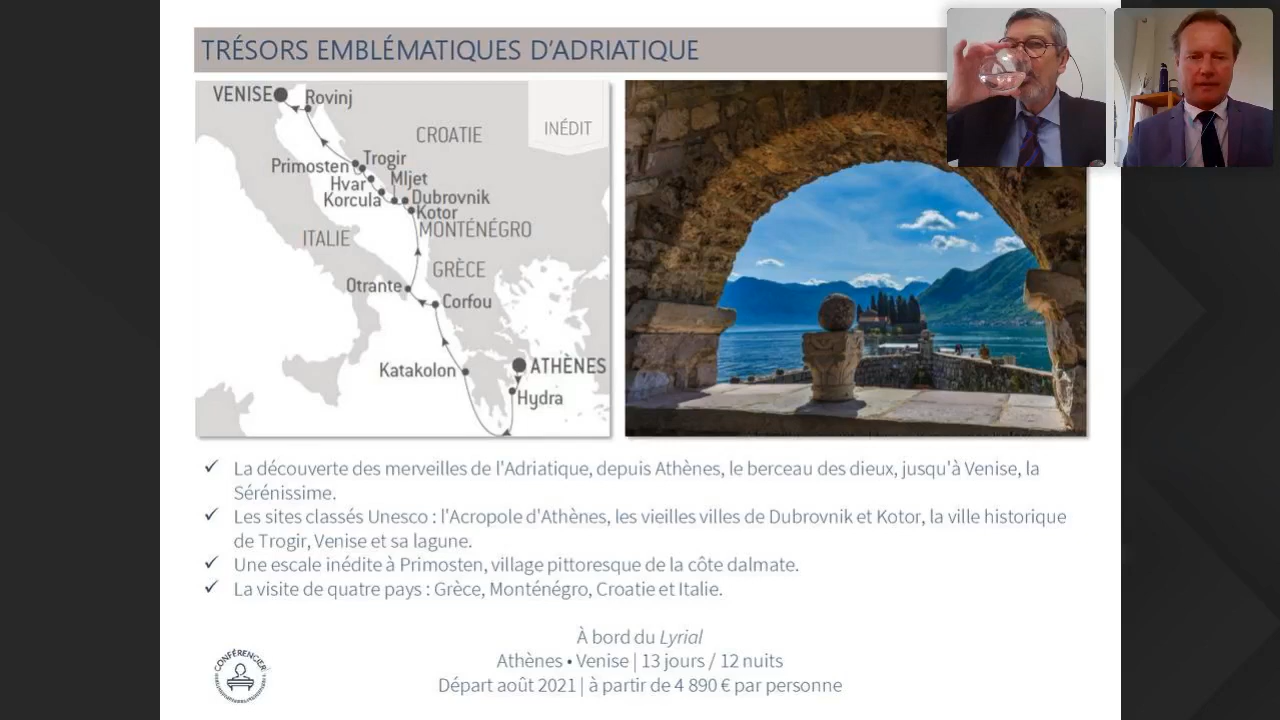 TRÉSORS EMBLÉMATIQUES D'ADRIATIQUE
VENISE
Rovinj
CROATIE
INÉDIT
Primosten
Trogir
Hvar
Mljet
Korcula
Dubrovnik
Kotor
MONTÉNÉGRO
ITALIE
GRÈCE
Otrante
Corfou
Katakolon
ATHÈNES
Hydra
✓ La découverte des merveilles de l'Adriatique, depuis Athènes, le berceau des dieux, jusqu'à Venise, la
Sérénissime.
✓ Les sites classés Unesco : l'Acropole d'Athènes, les vieilles villes de Dubrovnik et Kotor, la ville historique
de Trogir, Venise et sa lagune.
✓ Une escale inédite à Primosten, village pittoresque de la côte dalmate.
✓ La visite de quatre pays : Grèce, Monténégro, Croatie et Italie.
À bord du Lyrial
Athènes • Venise | 13 jours / 12 nuits
Départ août 2021 | à partir de 4 890 € par personne
CONFÉRENCIER